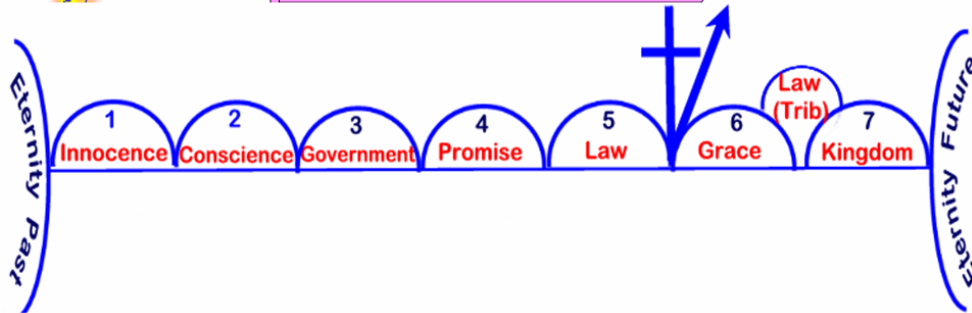 Eternity Past
1
Innocence
2
Conscience
3
Government
4
Promise
5
Law
6
Grace
Law
(Trib)
7
Kingdom
Eternity Future